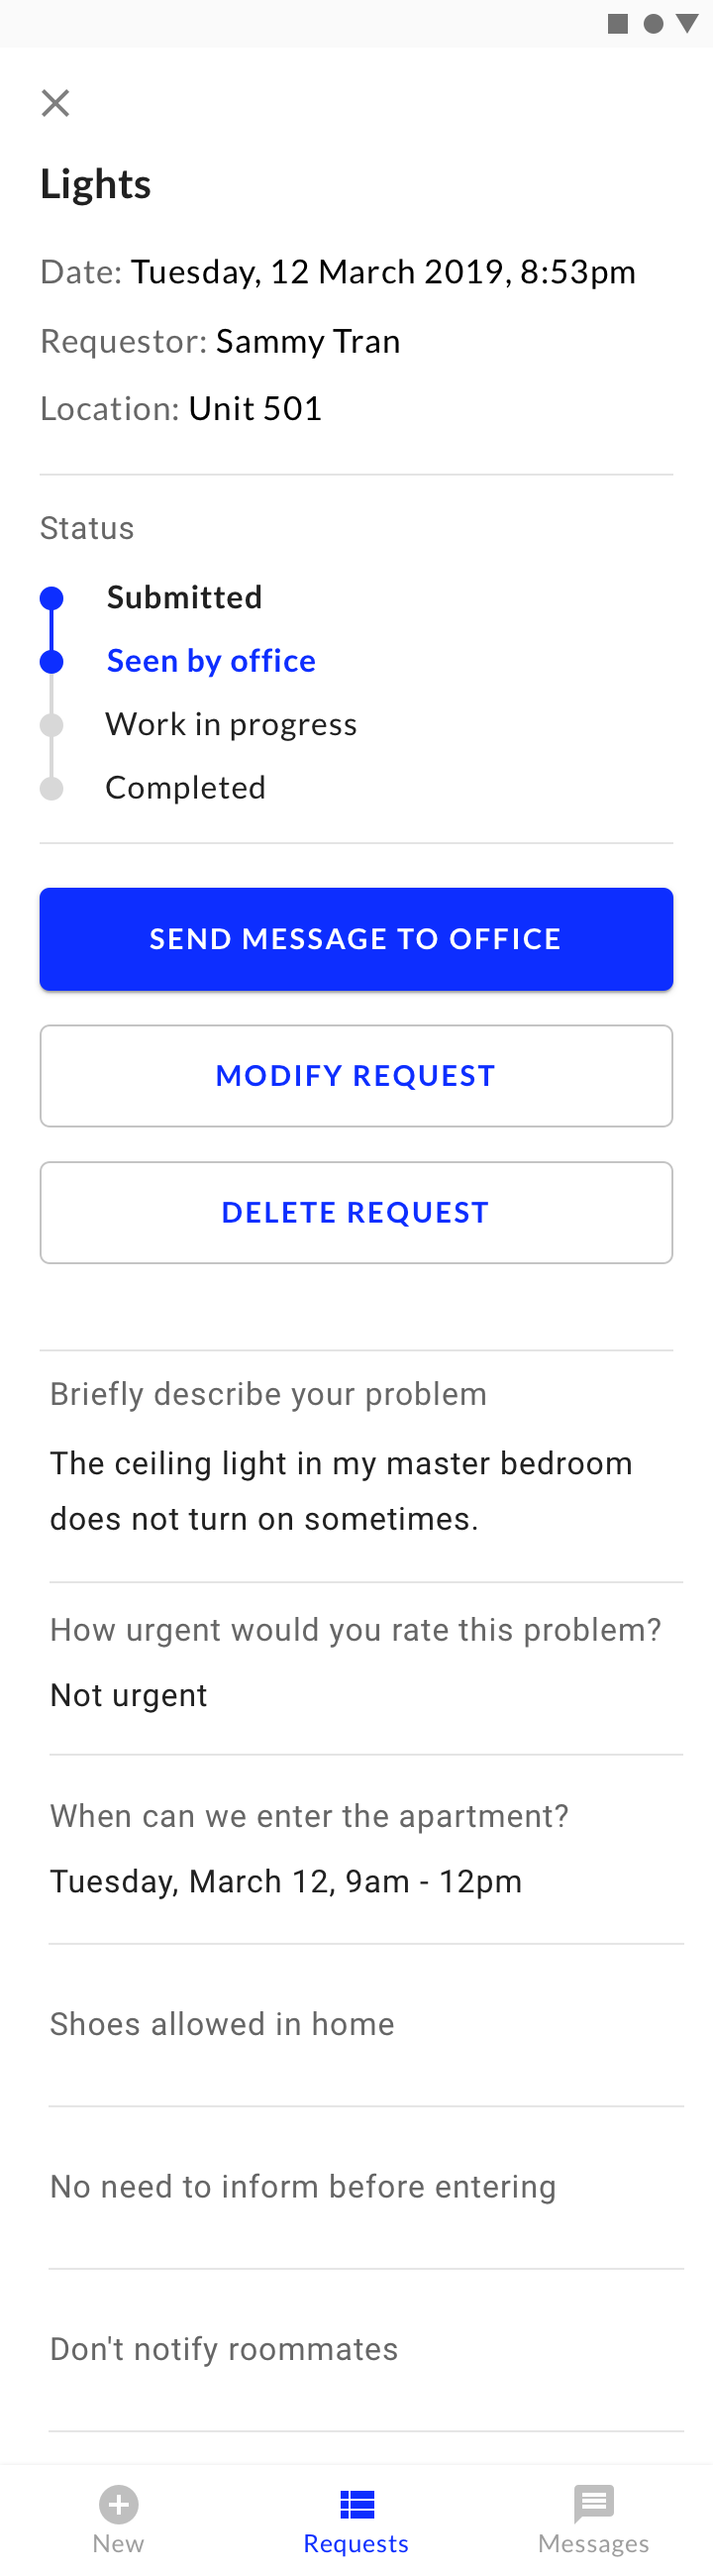 Lights
Date: Tuesday, 12 March 2019, 8:53pm
Requestor: Sammy Tran
Location: Unit 501
Status
Submitted
Seen by office
Work in progress
Completed
SEND MESSAGE TO OFFICE
MODIFY REQUEST
DELETE REQUEST
Briefly describe your problem
The ceiling light in my master bedroom
does not turn on sometimes.
How urgent would you rate this problem?
Not urgent
When can we enter the apartment?
Tuesday, March 12, 9am - 12pm
Shoes allowed in home
No need to inform before entering
Don't notify roommates
New
Requests
Messages